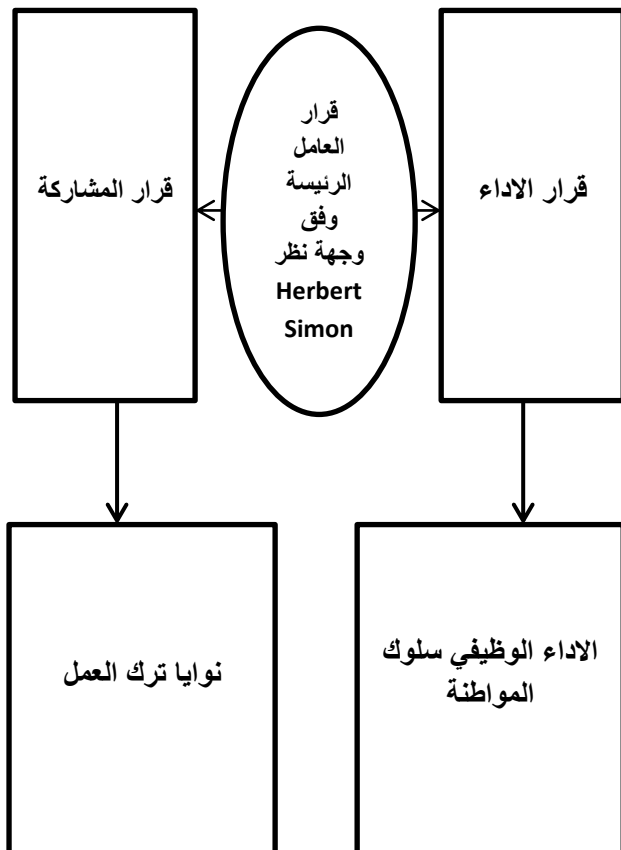 قرار الاداء
قرار
العامل
الرئيسة
وفق
وجهة نظر
Herbert
Simon
قرار المشاركة
الاداء الوظيفي سلوك
المواطنة
نوايا ترك العمل